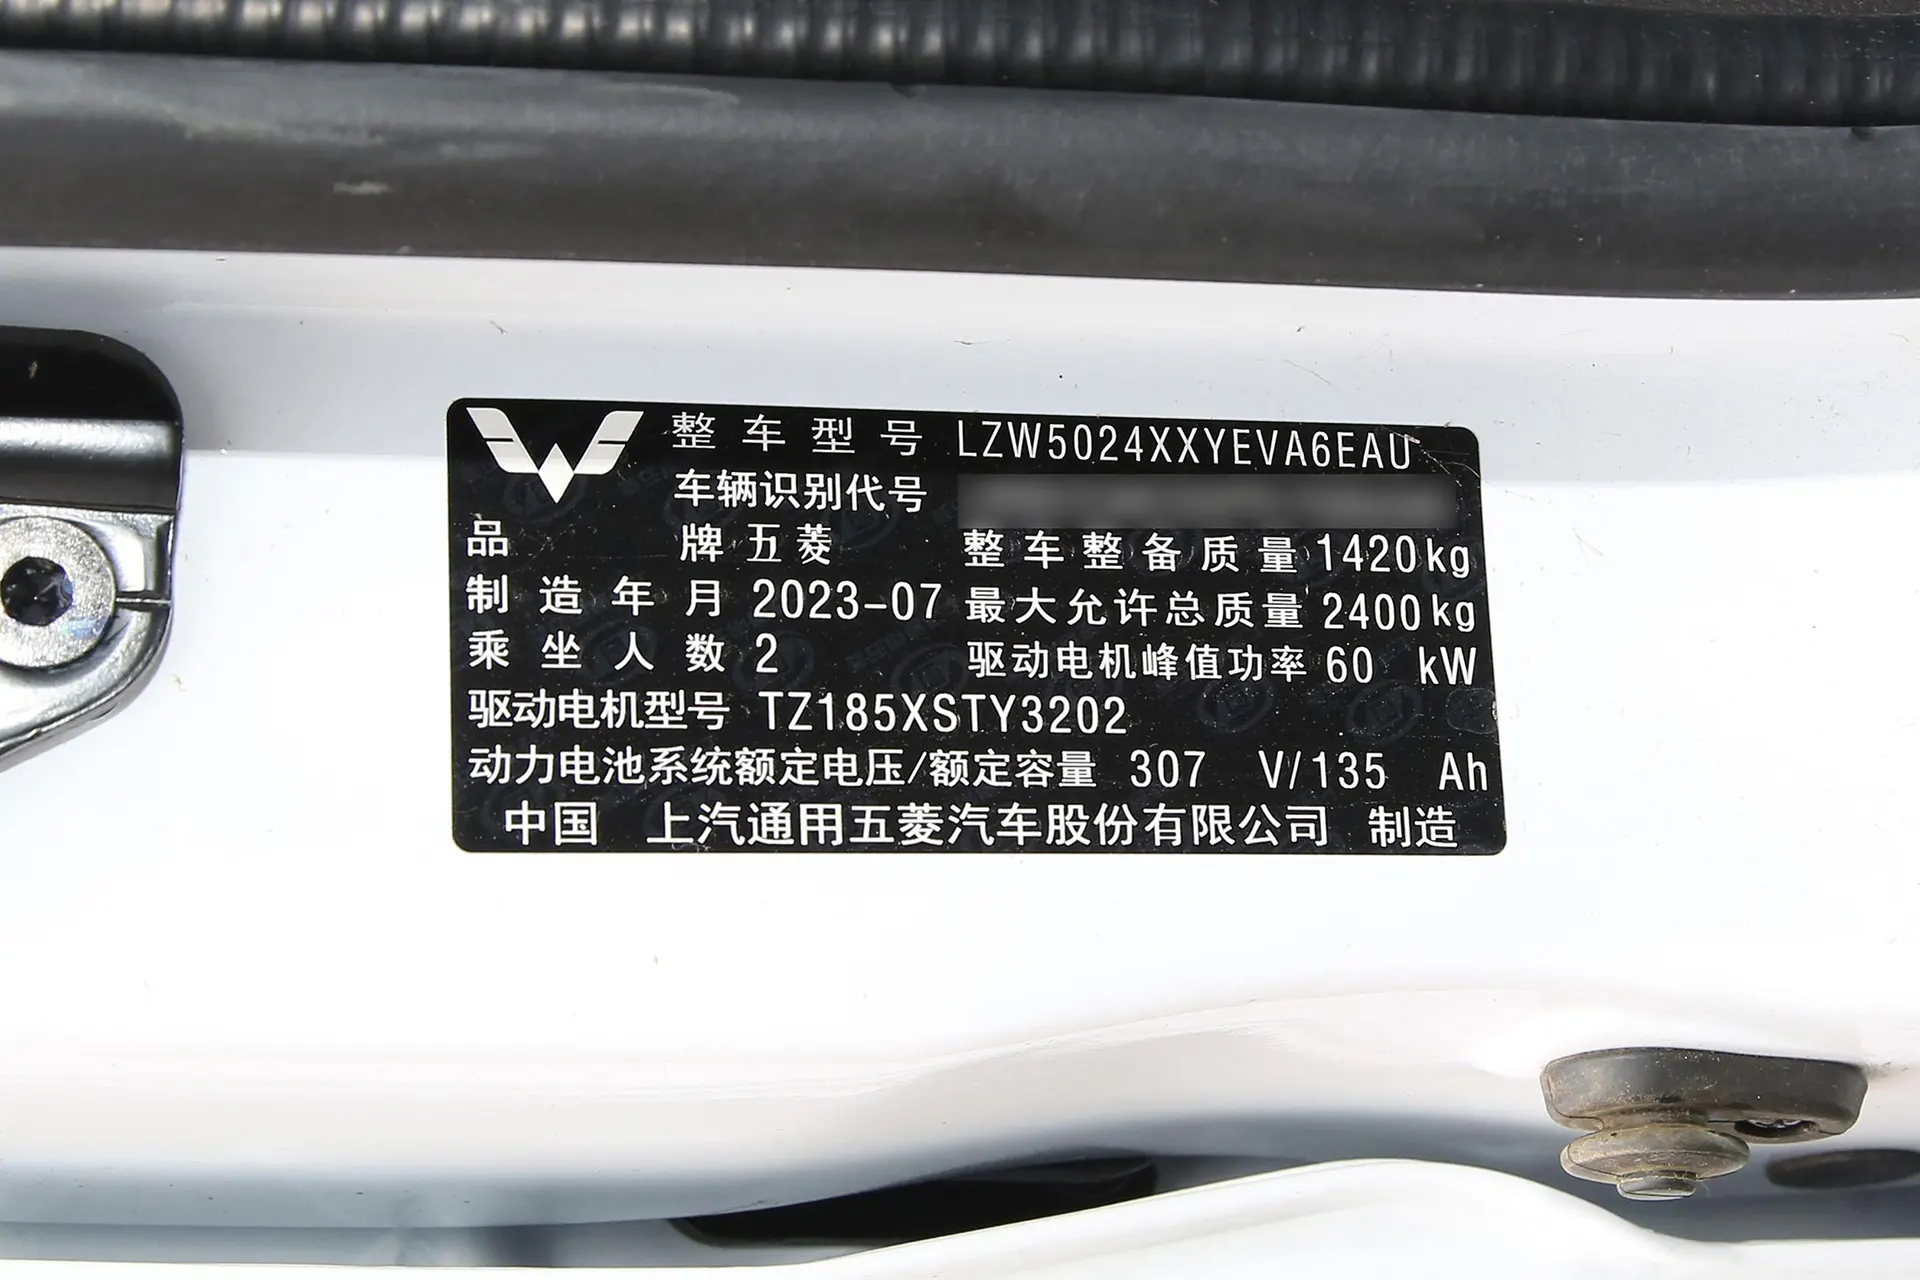 整车型号 LZW5024XXYEVA6EAU
车辆识别代号
品牌 五菱 整车整备质量 1420kg
制造年月 2023-07 最大允许总质量 2400kg
乘坐人数 2 驱动电机峰值功率 60 kW
驱动电机型号 TZ185XSTY3202
动力电池系统额定电压/额定容量 307 V/135 Ah
中国 上汽通用五菱汽车股份有限公司 制造